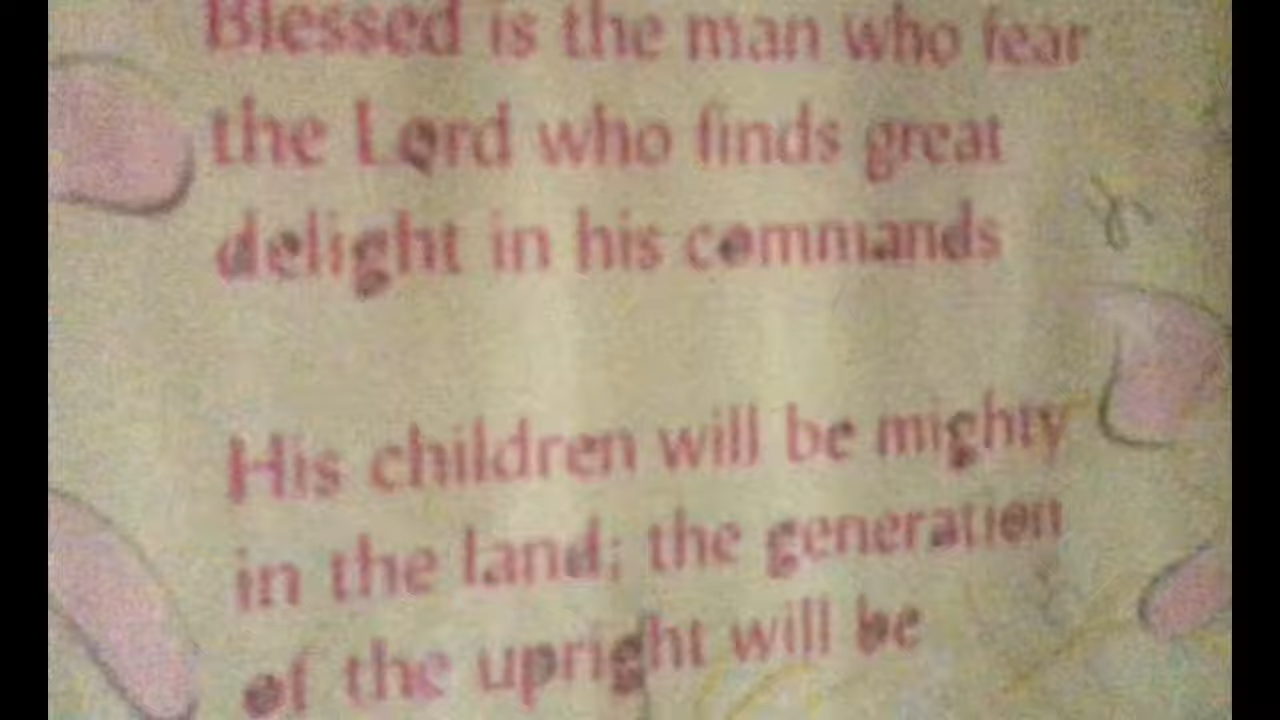 Blessed is the man who fear
the Lord who finds great
delight in his commands
His children will be mighty
in the land; the generation
of the upright will be